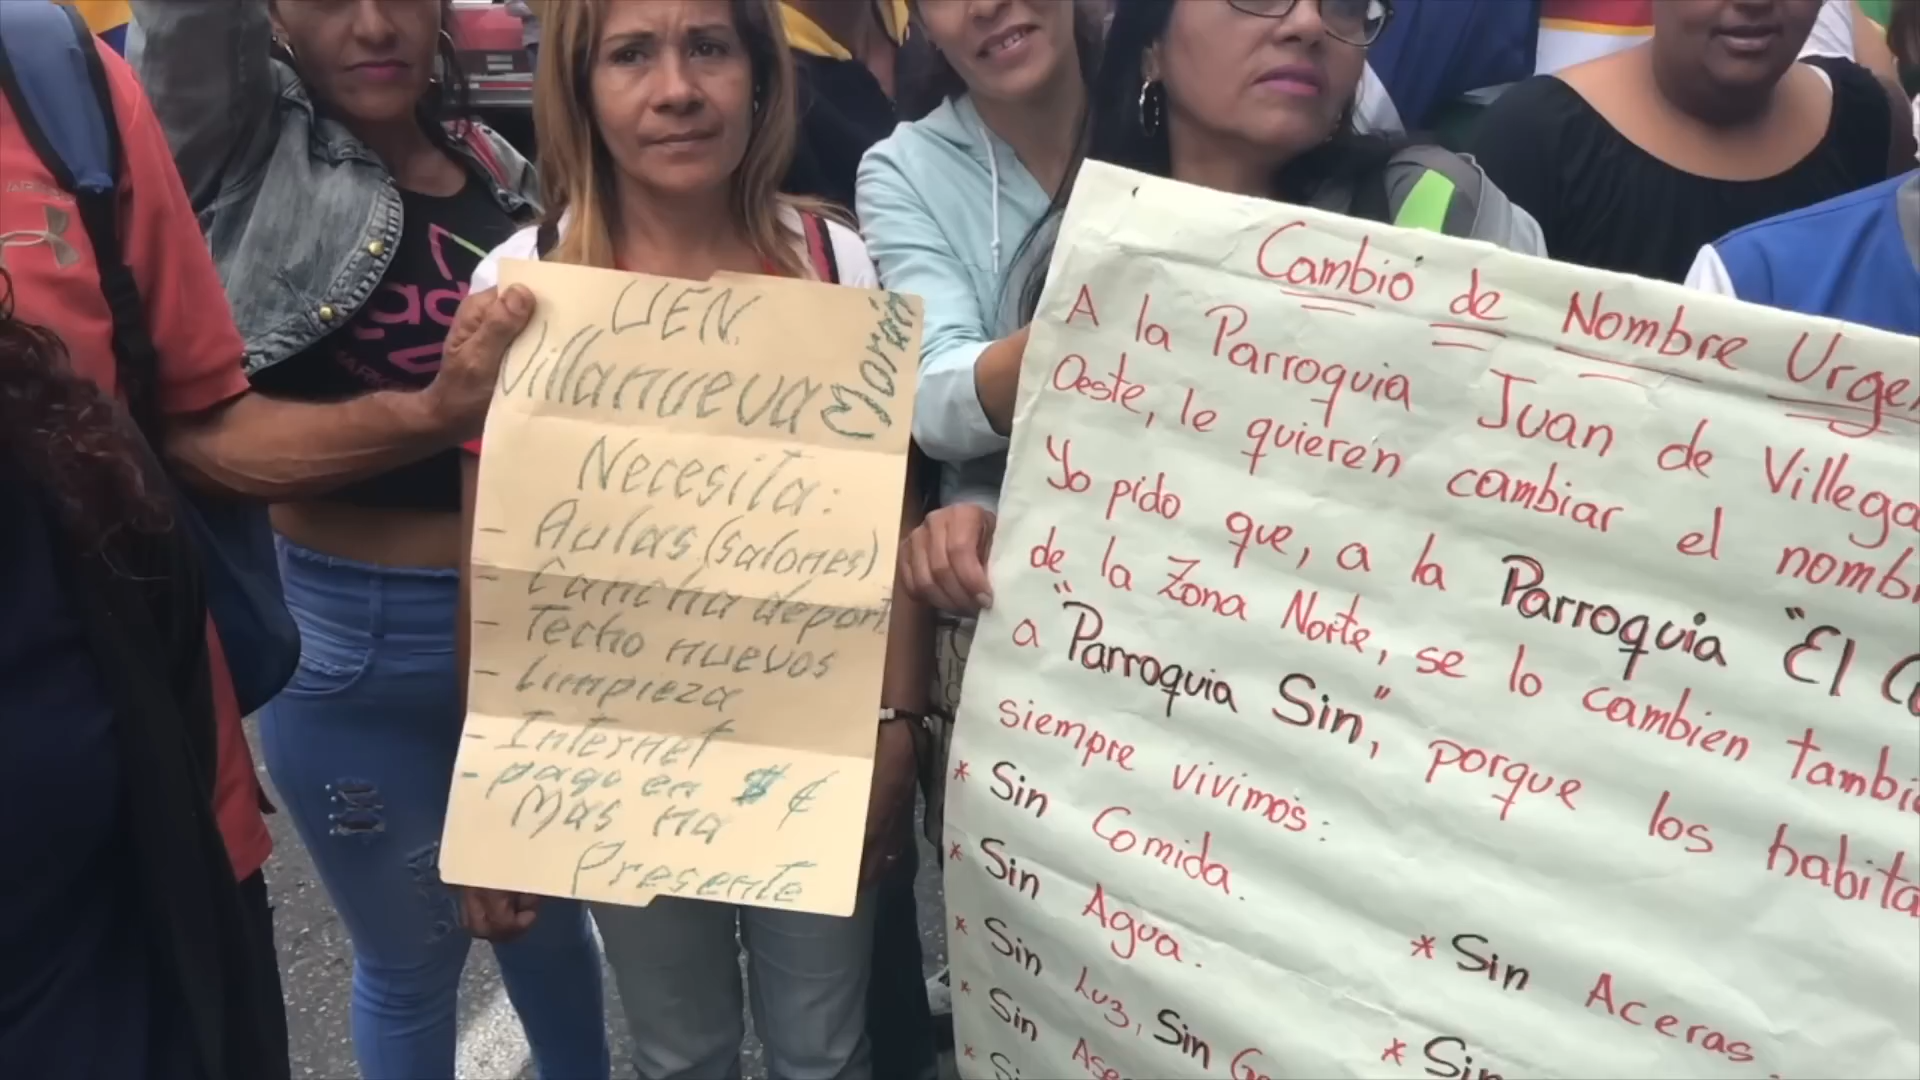 UEN.
Villanueva Morán
Necesita:
- Aulas (salones)
- Cancha deport
- Techo nuevos
- Limpieza
- Internet
- pago en $ ¢
Mas na
Presente
Cambio de Nombre Urge
A la Parroquia Juan de Villega
Oeste, le quieren cambiar el nomb
Yo pido que, a la Parroquia "El
de la Zona Norte, se lo cambien tambi
a "Parroquia Sin", porque los habita
siempre vivimos:
* Sin Comida.
* Sin Agua.
* Sin Aceras.
* Sin Luz, Sin
* Sin
* Sin